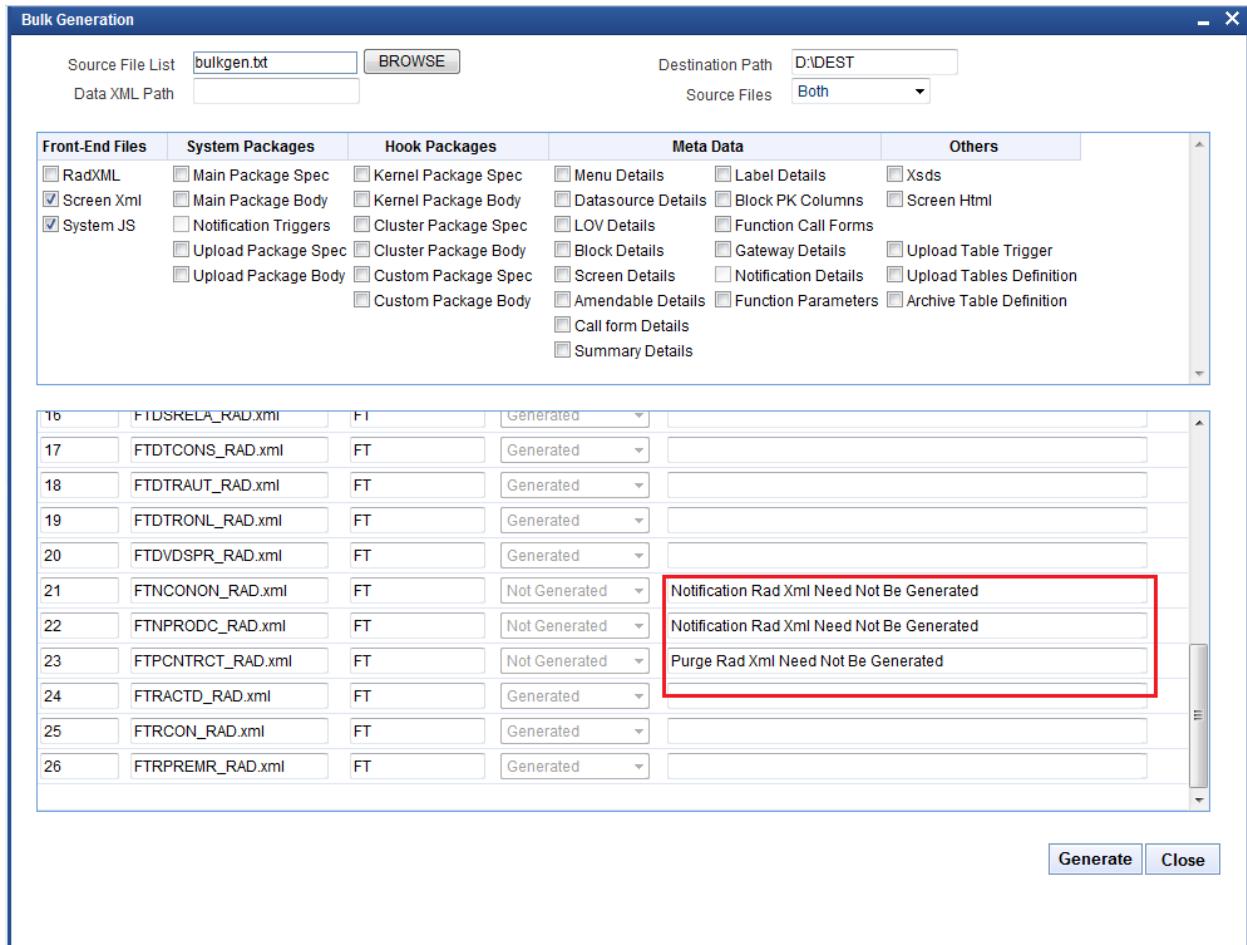 Bulk Generation
Source File List bulkgen.txt BROWSE Destination Path D:\DEST
Data XML Path Source Files Both
Front-End Files System Packages Hook Packages Meta Data Others
RadXML Main Package Spec Kernel Package Spec Menu Details Label Details Xsds
Screen Xml Main Package Body Kernel Package Body Datasource Details Block PK Columns Screen Html
System JS Notification Triggers Cluster Package Spec LOV Details Function Call Forms
Upload Package Spec Cluster Package Body Block Details Gateway Details Upload Table Trigger
Upload Package Body Custom Package Spec Screen Details Notification Details Upload Tables Definition
Custom Package Body Amendable Details Function Parameters Archive Table Definition
Call form Details
Summary Details
16 FTDSRELA_RAD.xml FT Generated
17 FTDTCONS_RAD.xml FT Generated
18 FTDTRAUT_RAD.xml FT Generated
19 FTDTRONL_RAD.xml FT Generated
20 FTDVDSPR_RAD.xml FT Generated
21 FTNCONON_RAD.xml FT Not Generated Notification Rad Xml Need Not Be Generated
22 FTNPRODC_RAD.xml FT Not Generated Notification Rad Xml Need Not Be Generated
23 FTPCNTRCT_RAD.xml FT Not Generated Purge Rad Xml Need Not Be Generated
24 FTRACTD_RAD.xml FT Generated
25 FTRCON_RAD.xml FT Generated
26 FTRPREMR_RAD.xml FT Generated
Generate Close